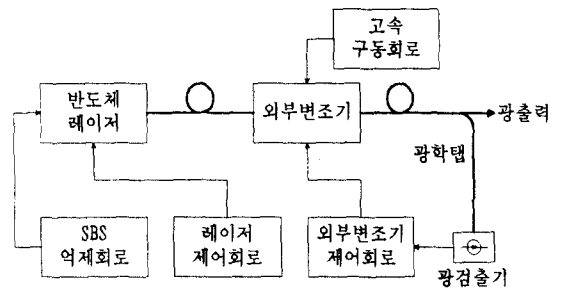 고속
구동회로
반도체
레이저
외부변조기
광출력
광학탭
SBS
억제회로
레이저
제어회로
외부변조기
제어회로
광검출기